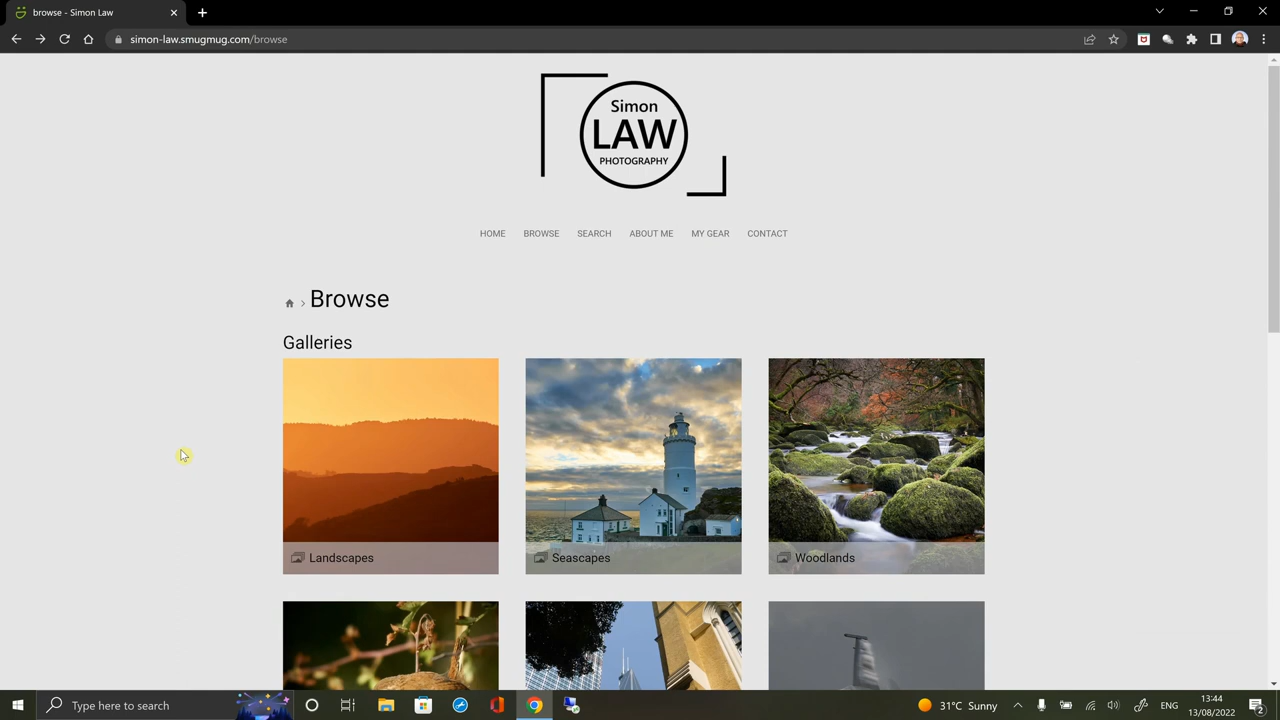 browse - Simon Law
simon-law.smugmug.com/browse
Simon
LAW
PHOTOGRAPHY
HOME BROWSE SEARCH ABOUT ME MY GEAR CONTACT
Browse
Galleries
Landscapes
Seascapes
Woodlands
Type here to search
31°C Sunny
ENG
13:44
13/08/2022
2